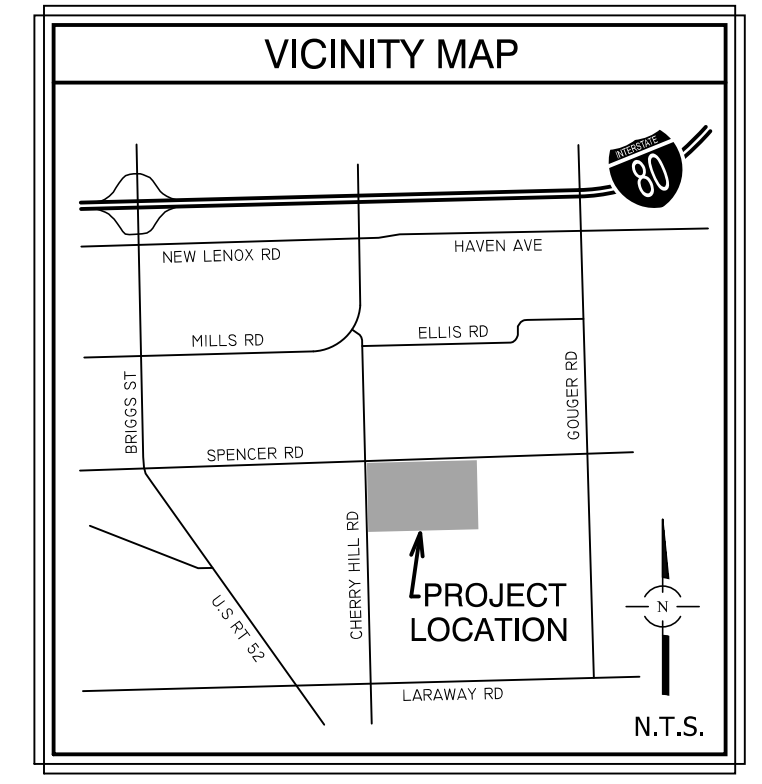 VICINITY MAP
INTERSTATE
80
NEW LENOX RD
HAVEN AVE
MILLS RD
ELLIS RD
BRIGGS ST
GOUGER RD
SPENCER RD
CHERRY HILL RD
PROJECT
LOCATION
U.S RT 52
N
LARAWAY RD
N.T.S.